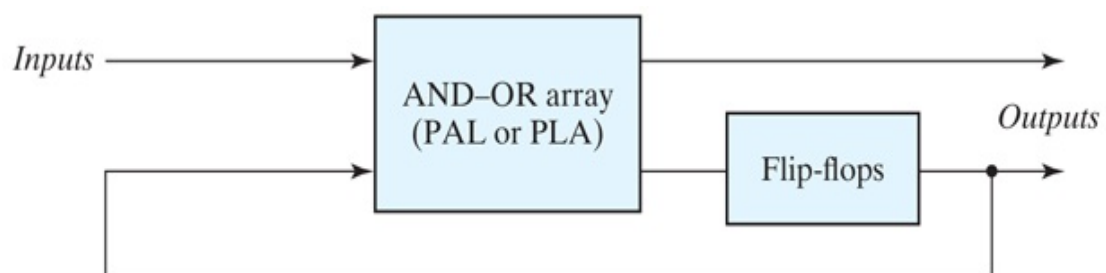 Inputs
AND–OR array
(PAL or PLA)
Flip-flops
Outputs